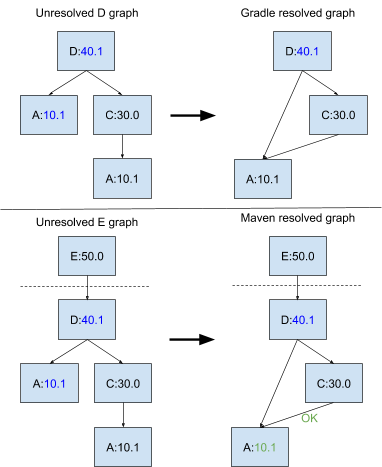 Unresolved D graph
Gradle resolved graph
D:40.1
D:40.1
A:10.1
C:30.0
C:30.0
A:10.1
A:10.1
Unresolved E graph
Maven resolved graph
E:50.0
E:50.0
D:40.1
D:40.1
A:10.1
C:30.0
C:30.0
OK
A:10.1
A:10.1